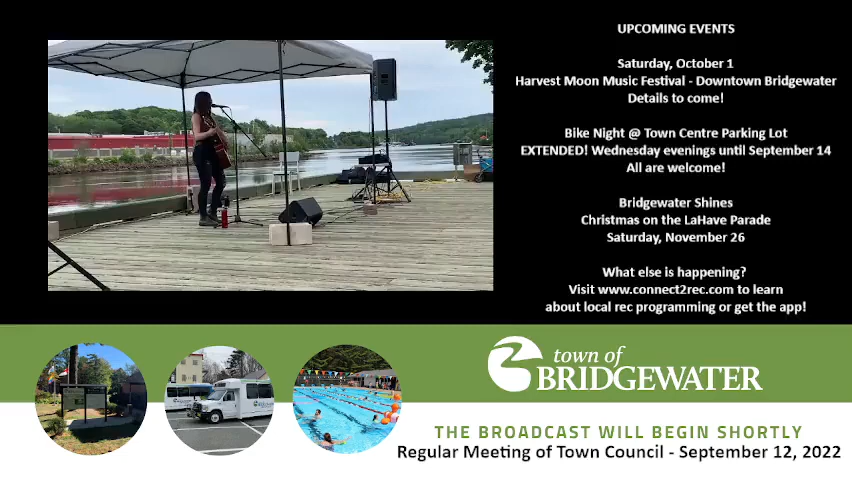 UPCOMING EVENTS
Saturday, October 1
Harvest Moon Music Festival - Downtown Bridgewater
Details to come!
Bike Night @ Town Centre Parking Lot
EXTENDED! Wednesday evenings until September 14
All are welcome!
Bridgewater Shines
Christmas on the LaHave Parade
Saturday, November 26
What else is happening?
Visit www.connect2rec.com to learn
about local rec programming or get the app!
town of
BRIDGEWATER
THE BROADCAST WILL BEGIN SHORTLY
Regular Meeting of Town Council - September 12, 2022